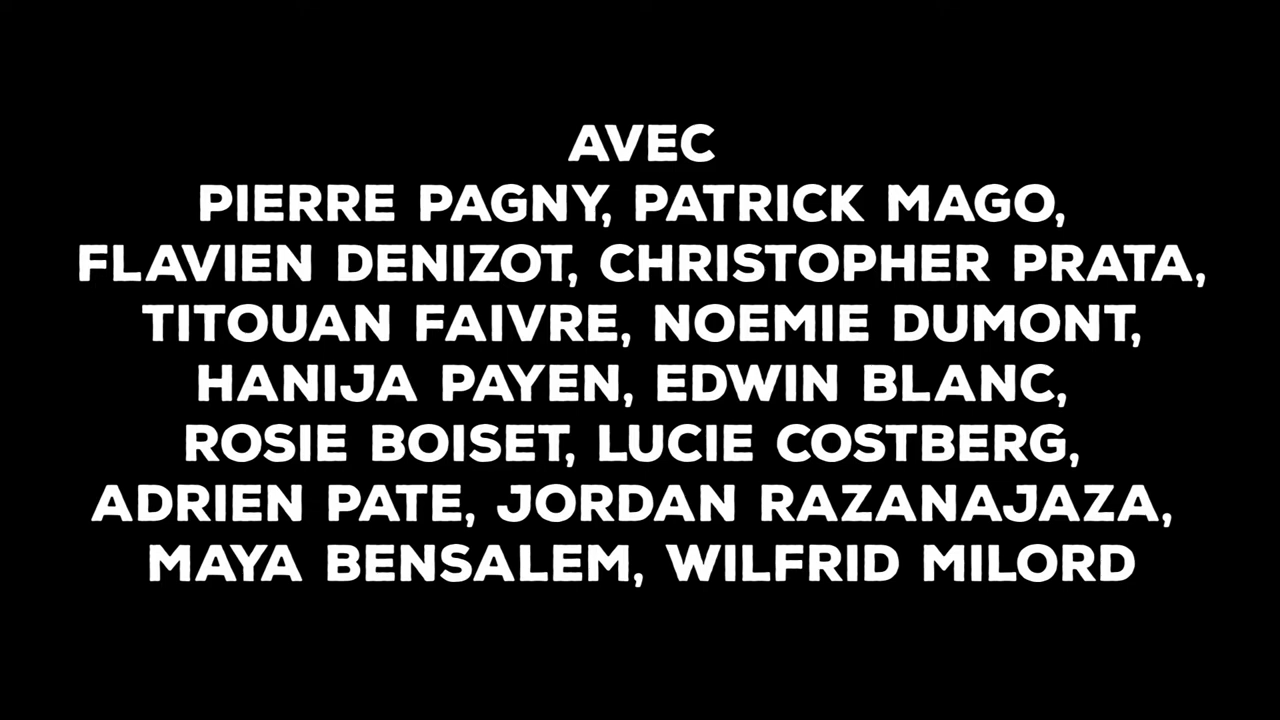 AVEC
PIERRE PAGNY, PATRICK MAGO,
FLAVIEN DENIZOT, CHRISTOPHER PRATA,
TITOUAN FAIVRE, NOEMIE DUMONT,
HANIJA PAYEN, EDWIN BLANC,
ROSIE BOISET, LUCIE COSTBERG,
ADRIEN PATE, JORDAN RAZANAJAZA,
MAYA BENSALEM, WILFRID MILORD